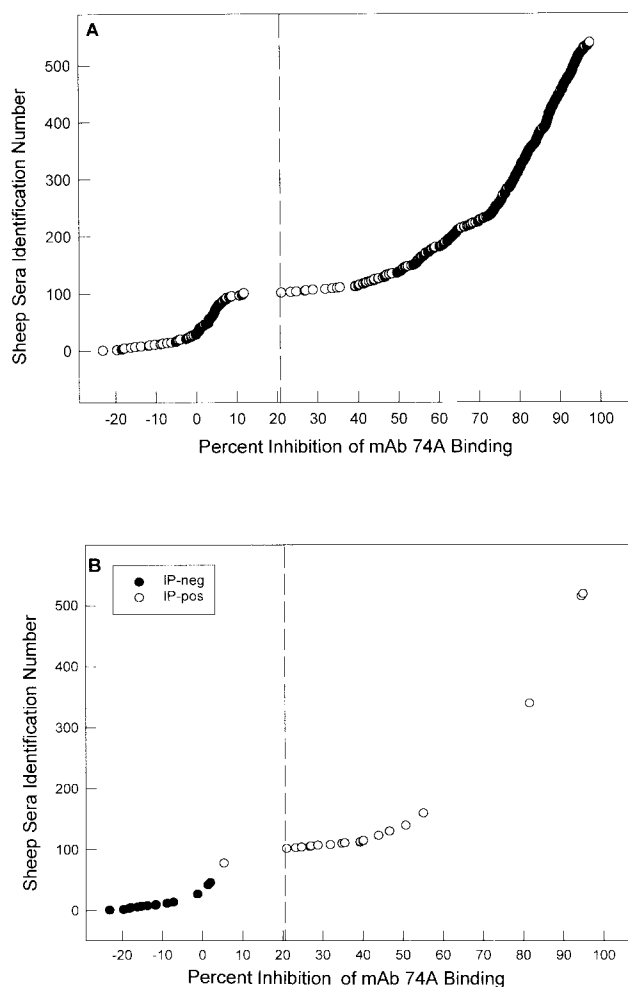 A
500
400
300
200
100
0
Sheep Sera Identification Number
-20 -10 0 10 20 30 40 50 60 70 80 90 100
Percent Inhibition of mAb 74A Binding
B
IP-neg
IP-pos
500
400
300
200
100
0
Sheep Sera Identification Number
-20 -10 0 10 20 30 40 50 60 70 80 90 100
Percent Inhibition of mAb 74A Binding